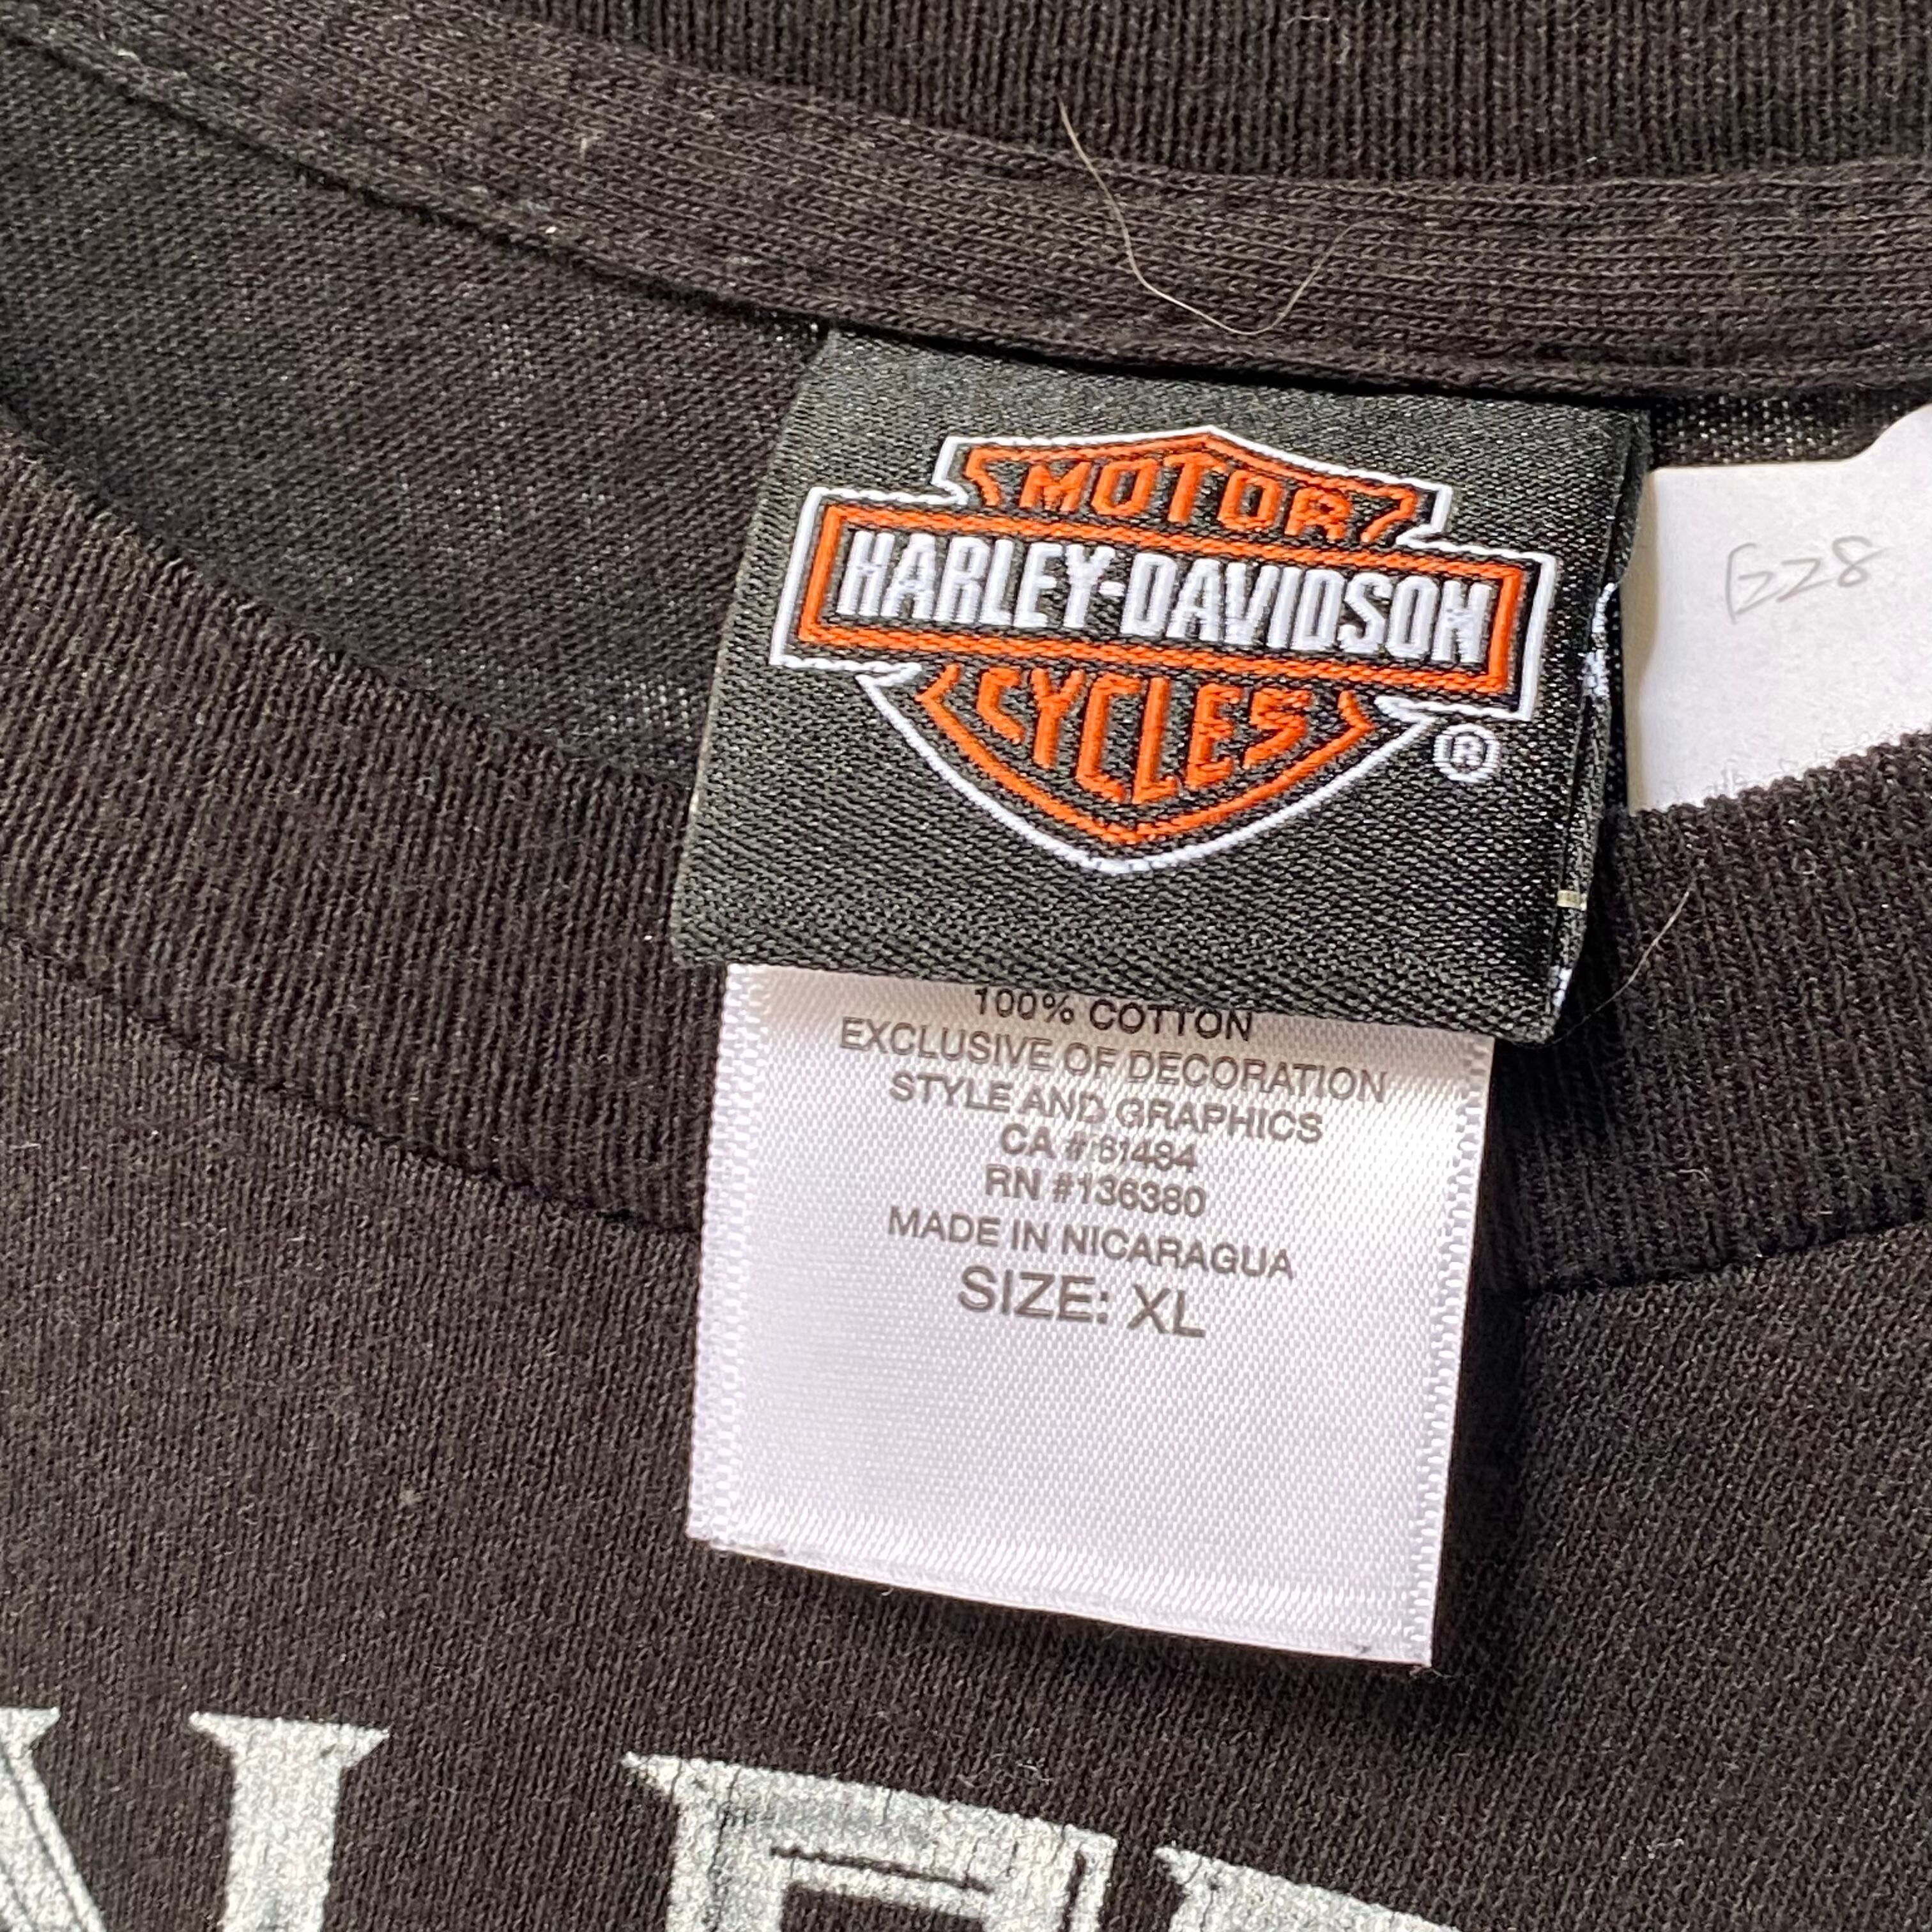 MOTOR
HARLEY-DAVIDSON
CYCLES
®
100% COTTON
EXCLUSIVE OF DECORATION
STYLE AND GRAPHICS
CA # 61484
RN #136380
MADE IN NICARAGUA
SIZE: XL